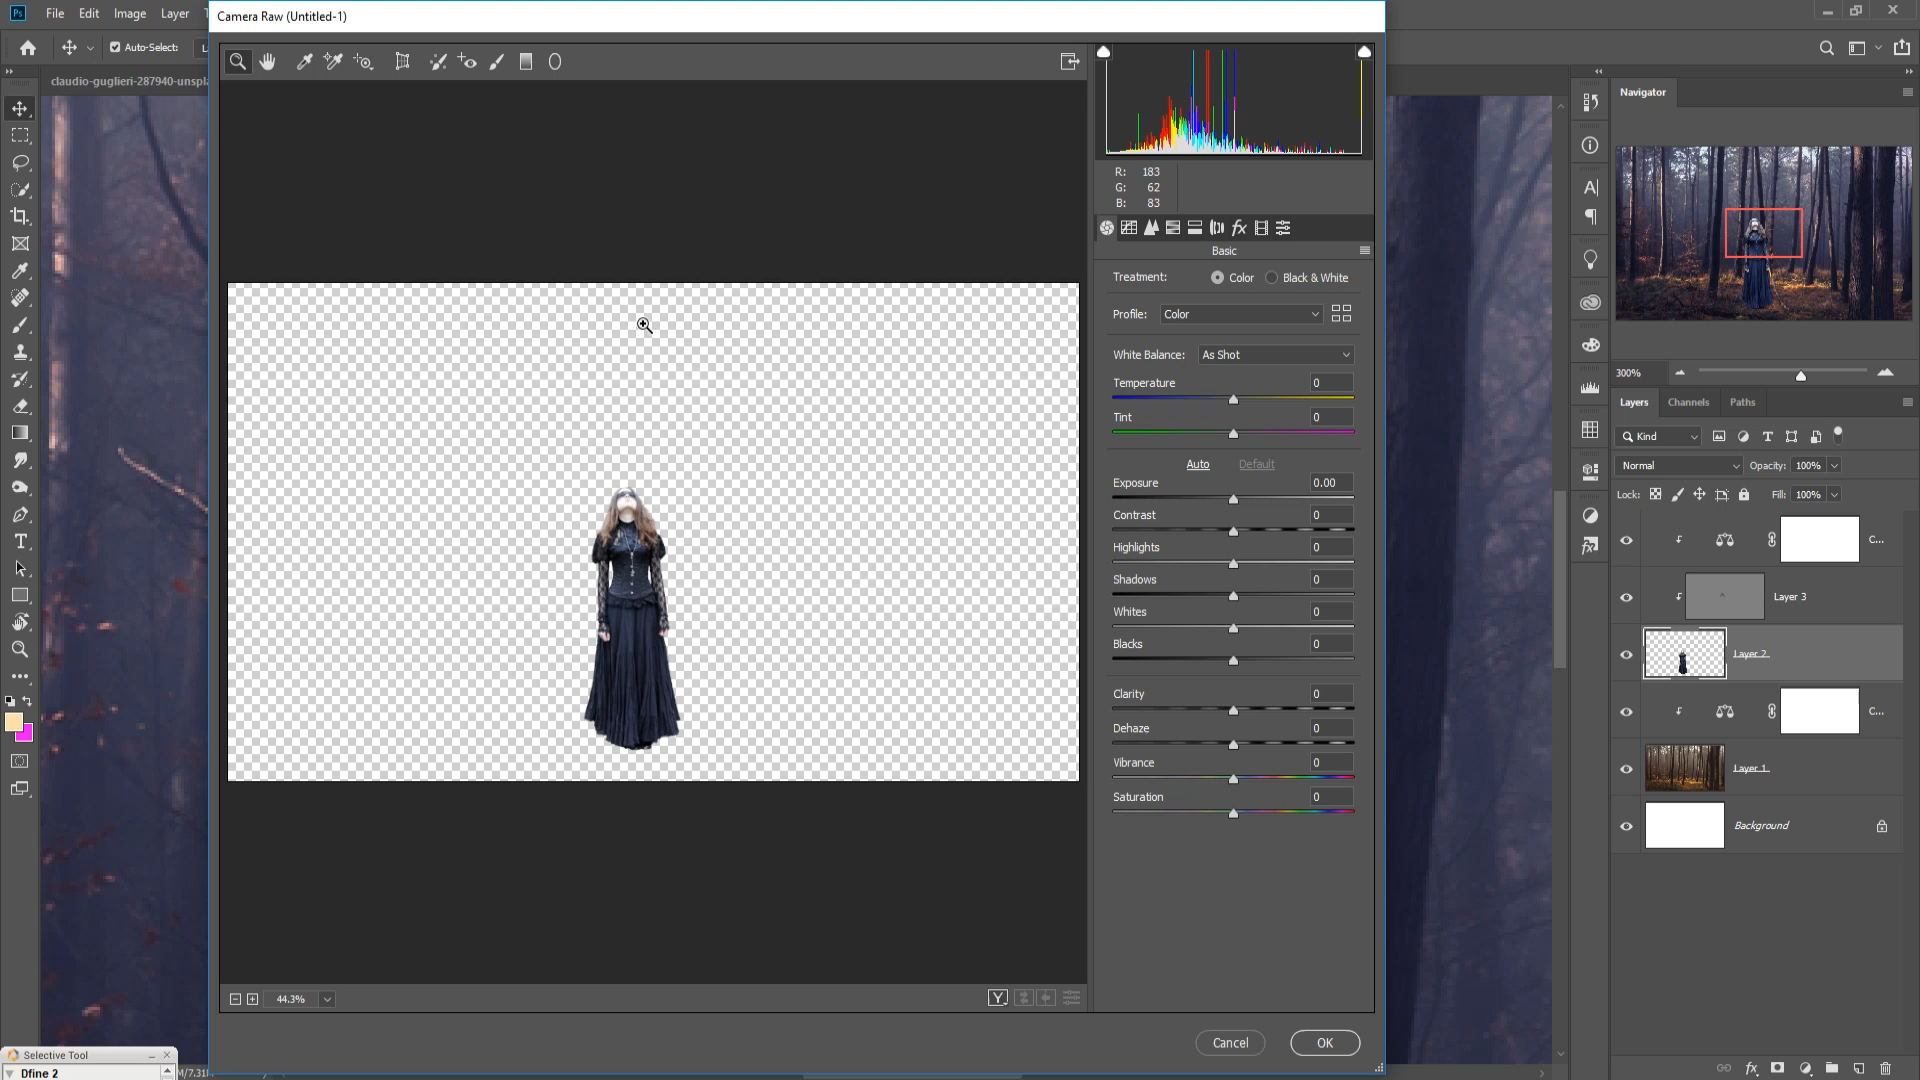 Ps
File Edit Image Layer
Camera Raw (Untitled-1)
Auto-Select:
claudio-guglieri-287940-unspla
R: 183
G: 62
B: 83
Basic
Treatment: Color Black & White
Profile: Color
White Balance: As Shot
Temperature 0
Tint 0
Auto Default
Exposure 0.00
Contrast 0
Highlights 0
Shadows 0
Whites 0
Blacks 0
Clarity 0
Dehaze 0
Vibrance 0
Saturation 0
44.3%
Y
Cancel OK
Navigator
300%
Layers Channels Paths
Kind
Normal Opacity: 100%
Lock: Fill: 100%
C...
Layer 3
Layer 2
C...
Layer 1
Background
Selective Tool
Dfine 2